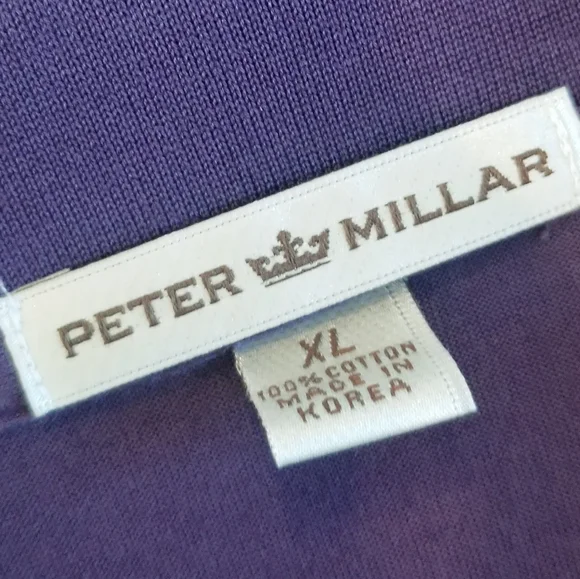 PETER MILLAR
XL
100% COTTON
MADE IN
KOREA